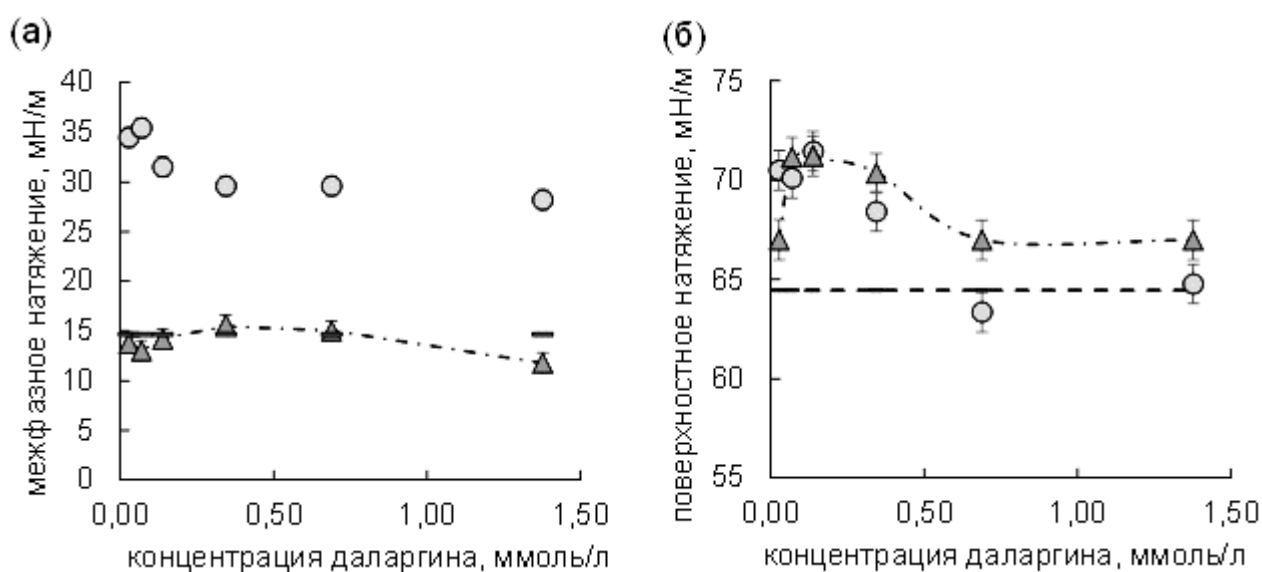 (а)
межфазное натяжение, мН/м
40
35
30
25
20
15
10
5
0
0,00 0,50 1,00 1,50
концентрация даларгина, ммоль/л
(б)
поверхностное натяжение, мН/м
75
70
65
60
55
0,00 0,50 1,00 1,50
концентрация даларгина, ммоль/л